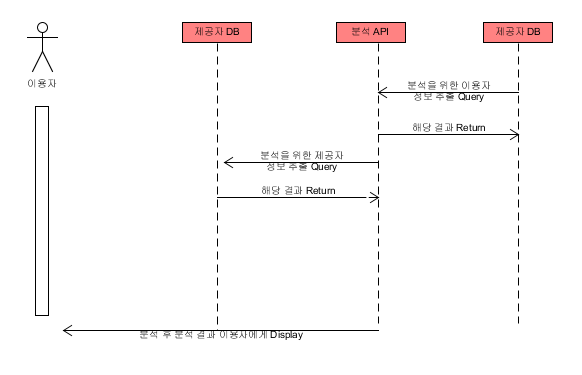 제공자 DB
분석 API
제공자 DB
이용자
분석을 위한 이용자
정보 추출 Query
해당 결과 Return
분석을 위한 제공자
정보 추출 Query
해당 결과 Return
분석 후 분석 결과 이용자에게 Display